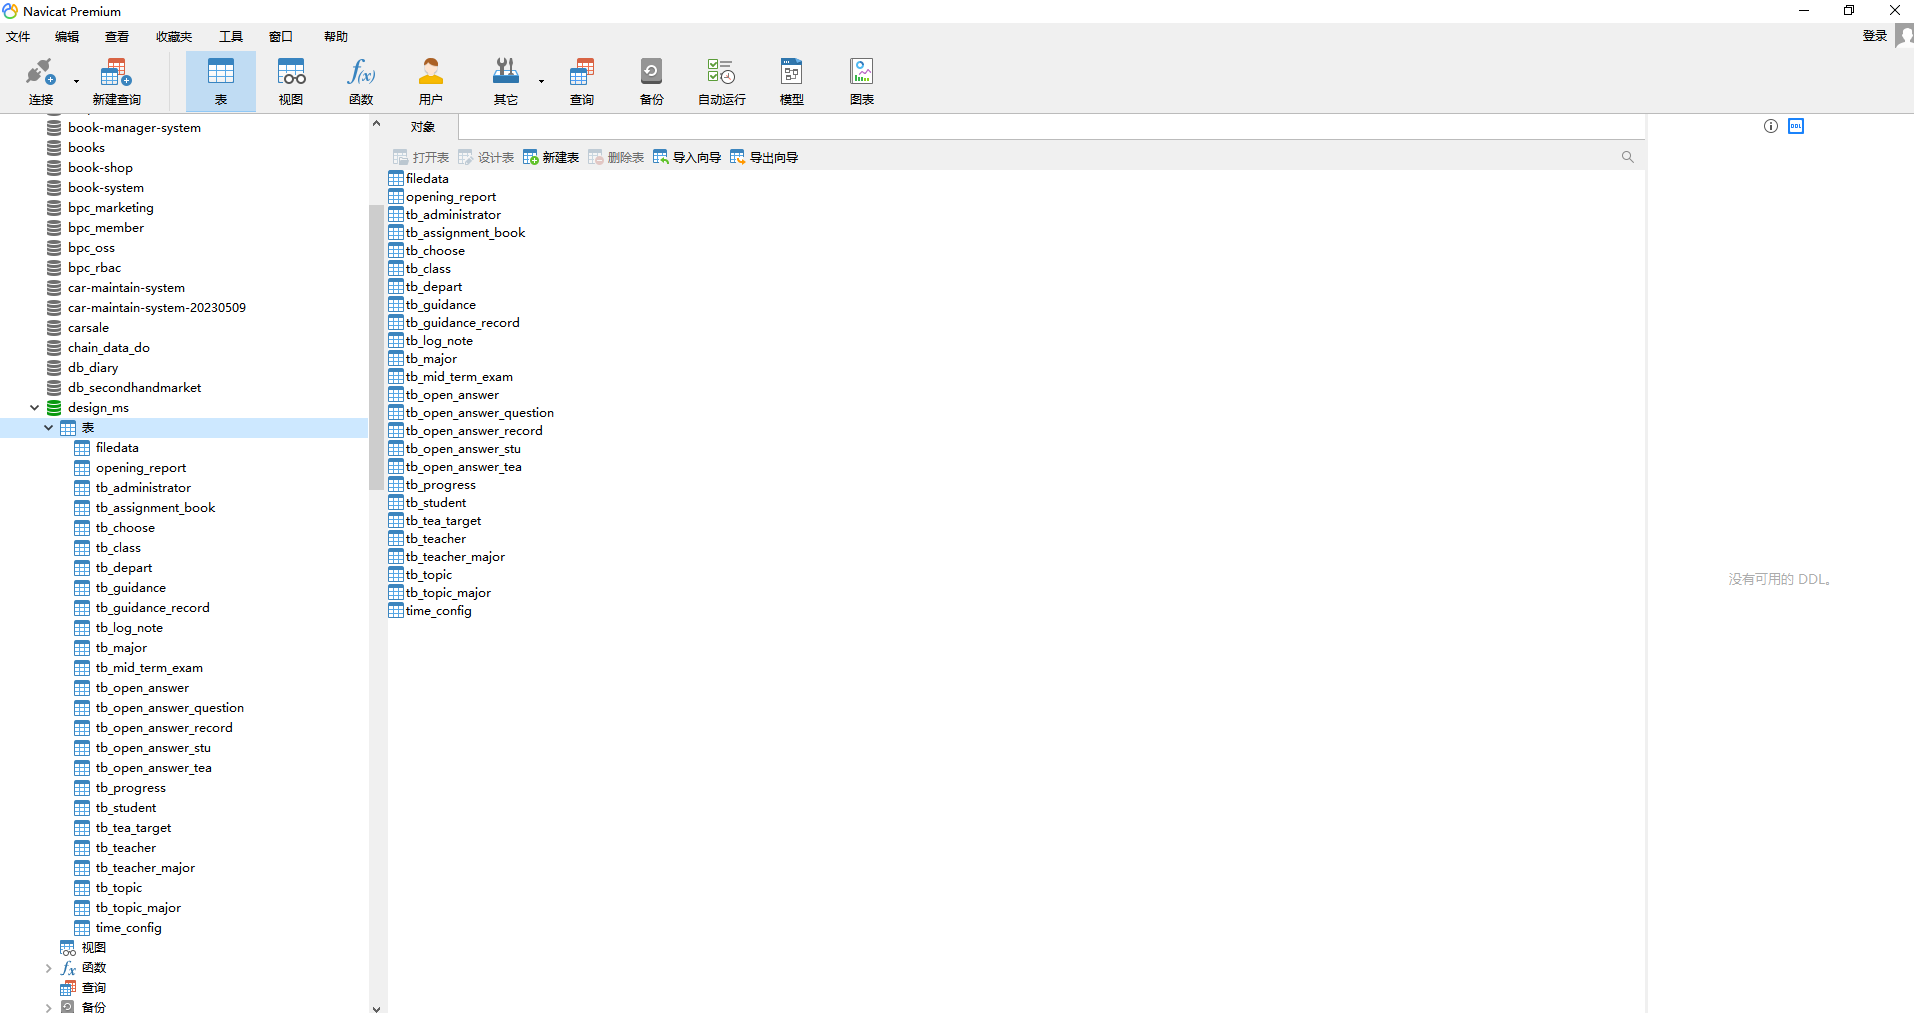 Navicat Premium
文件 编辑 查看 收藏夹 工具 窗口 帮助 登录
连接 新建查询 表 视图 函数 用户 其它 查询 备份 自动运行 模型 图表
book-manager-system
books
book-shop
book-system
bpc_marketing
bpc_member
bpc_oss
bpc_rbac
car-maintain-system
car-maintain-system-20230509
carsale
chain_data_do
db_diary
db_secondhandmarket
design_ms
表
filedata
opening_report
tb_administrator
tb_assignment_book
tb_choose
tb_class
tb_depart
tb_guidance
tb_guidance_record
tb_log_note
tb_major
tb_mid_term_exam
tb_open_answer
tb_open_answer_question
tb_open_answer_record
tb_open_answer_stu
tb_open_answer_tea
tb_progress
tb_student
tb_tea_target
tb_teacher
tb_teacher_major
tb_topic
tb_topic_major
time_config
视图
函数
查询
备份
对象
打开表 设计表 新建表 删除表 导入向导 导出向导
filedata
opening_report
tb_administrator
tb_assignment_book
tb_choose
tb_class
tb_depart
tb_guidance
tb_guidance_record
tb_log_note
tb_major
tb_mid_term_exam
tb_open_answer
tb_open_answer_question
tb_open_answer_record
tb_open_answer_stu
tb_open_answer_tea
tb_progress
tb_student
tb_tea_target
tb_teacher
tb_teacher_major
tb_topic
tb_topic_major
time_config
DDL
没有可用的 DDL。